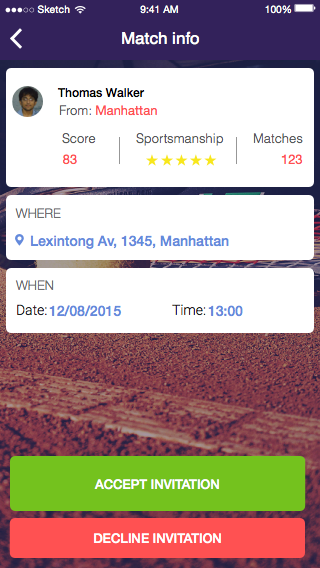 Sketch 9:41 AM 100%
Match info
Thomas Walker
From: Manhattan
Score Sportsmanship Matches
83 ★★★★★ 123
WHERE
Lexintong Av, 1345, Manhattan
WHEN
Date: 12/08/2015 Time: 13:00
ACCEPT INVITATION
DECLINE INVITATION